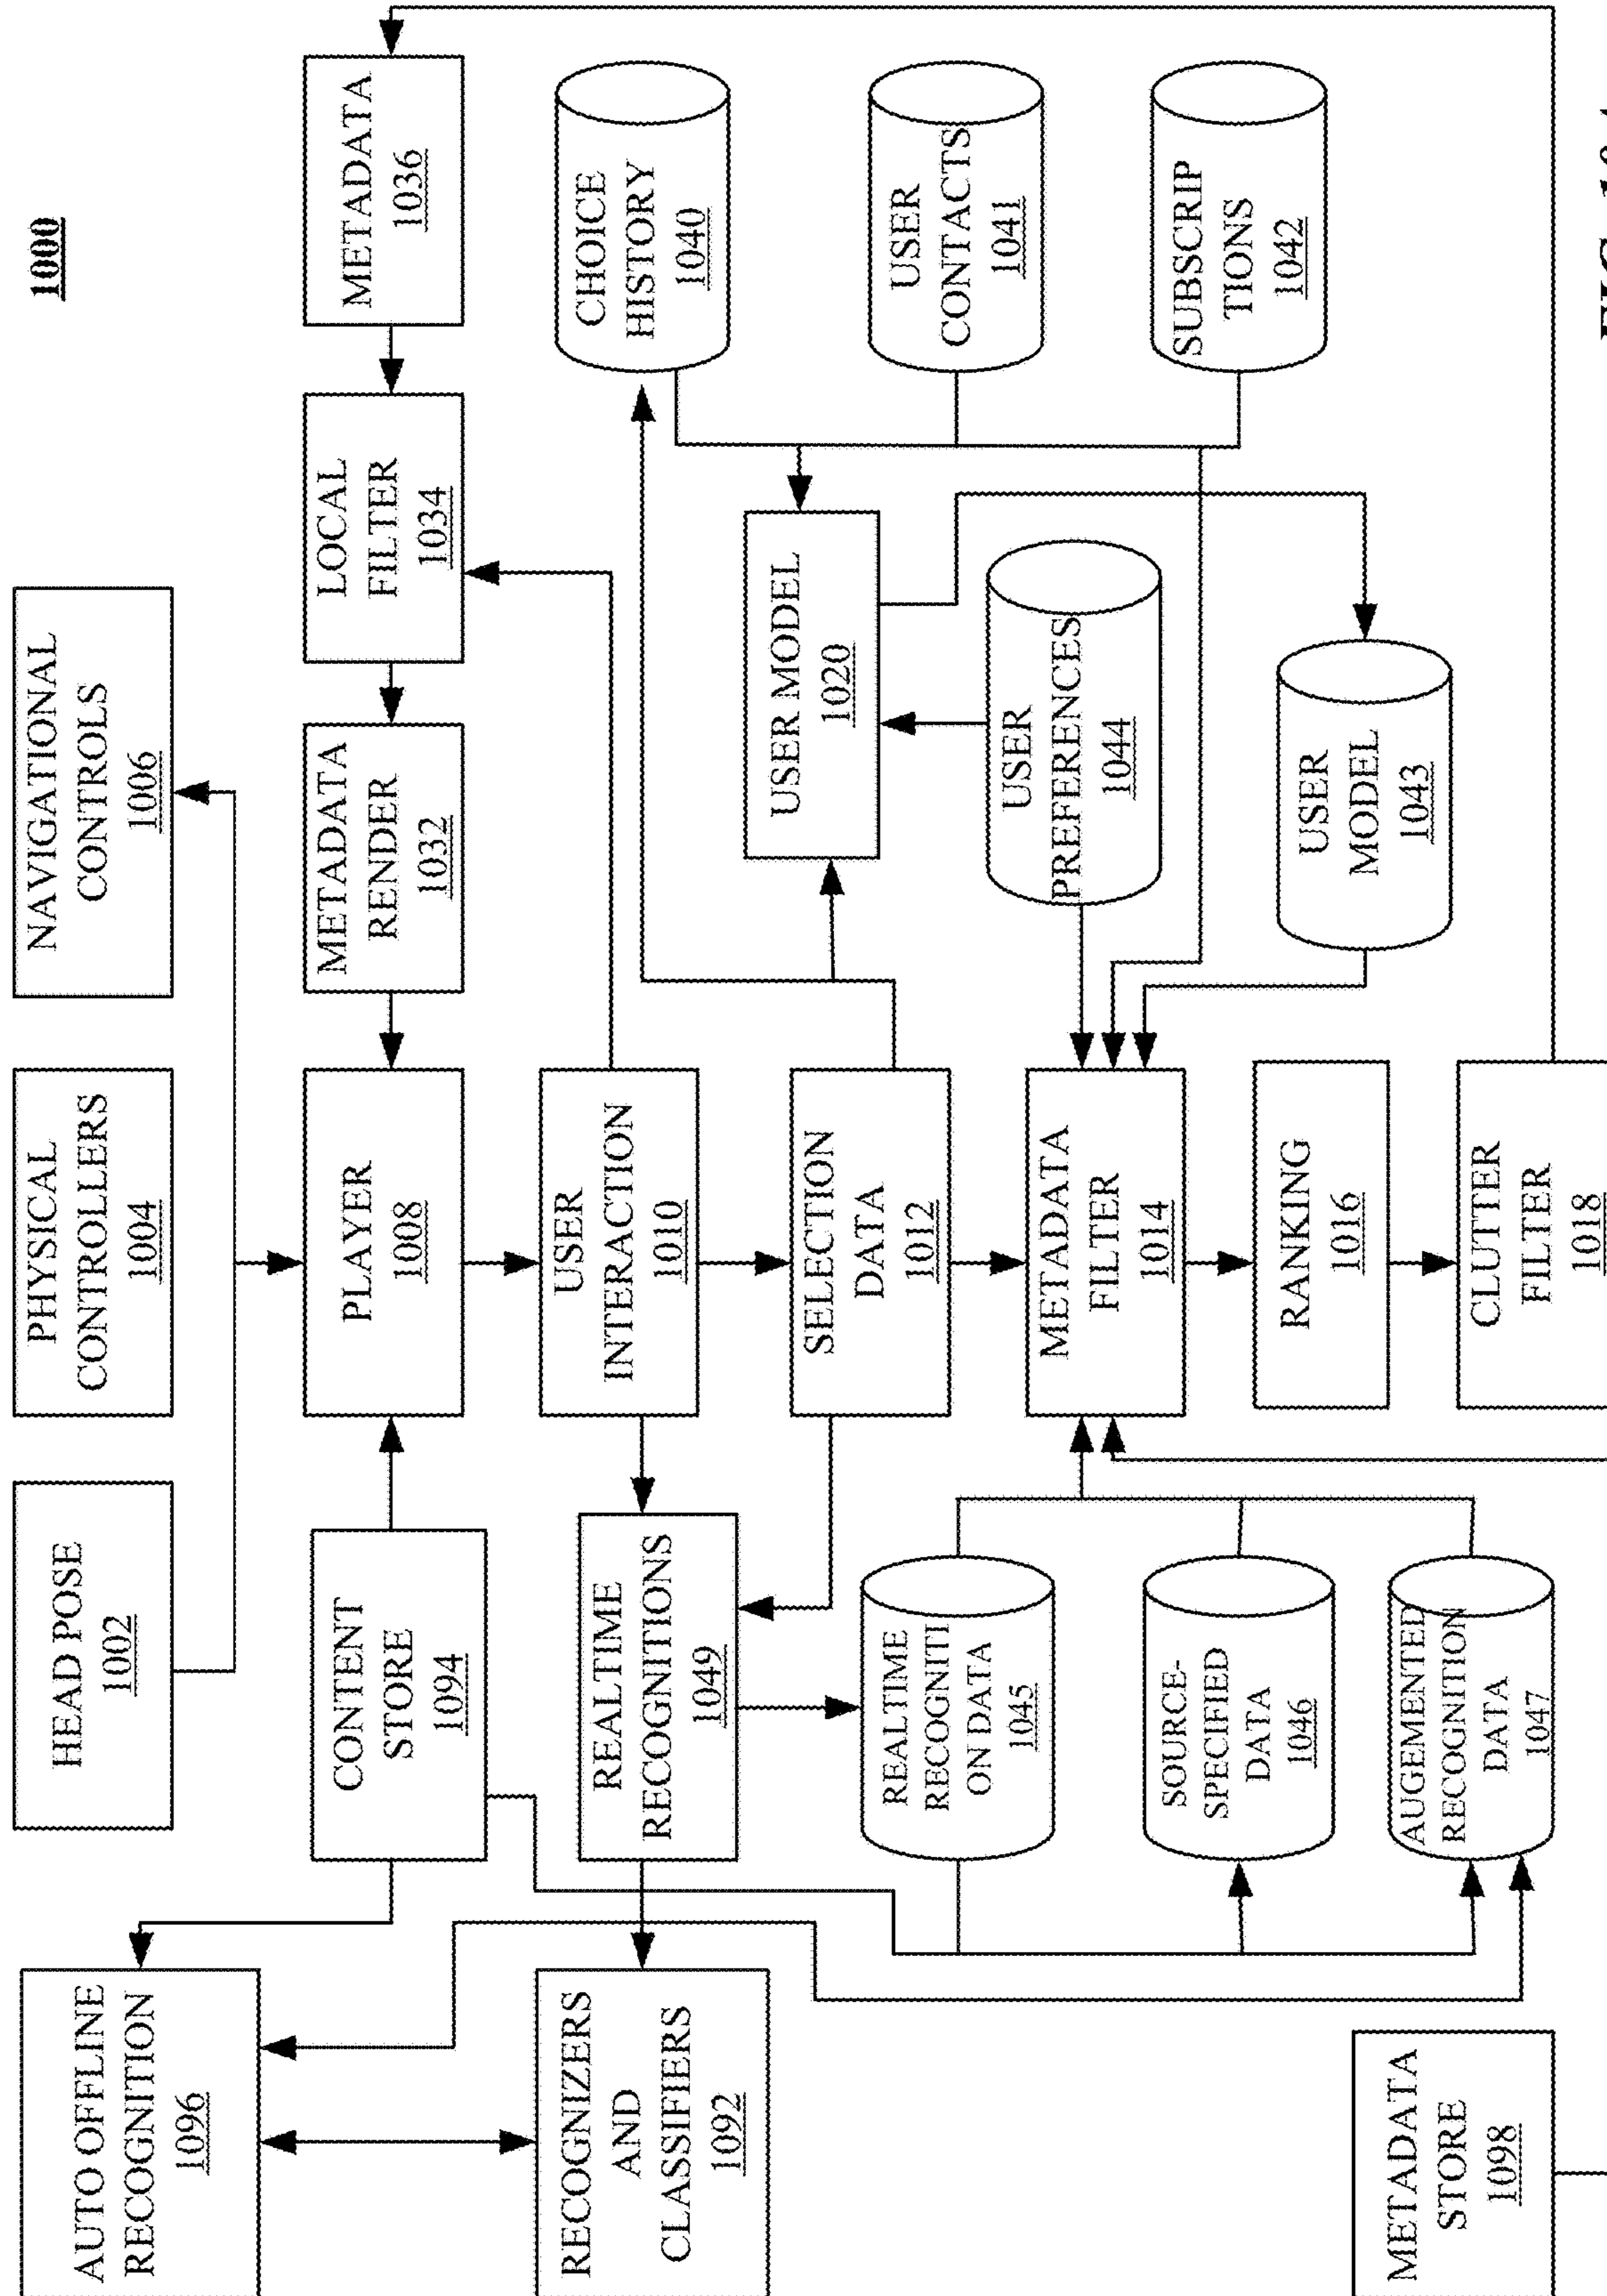 1000
AUTO OFFLINE
RECOGNITION
1096
HEAD POSE
1002
PHYSICAL
CONTROLLERS
1004
NAVIGATIONAL
CONTROLS
1006
CONTENT
STORE
1094
PLAYER
1008
METADATA
RENDER
1032
LOCAL
FILTER
1034
METADATA
1036
RECOGNIZERS
AND
CLASSIFIERS
1092
REALTIME
RECOGNITIONS
1049
USER
INTERACTION
1010
CHOICE
HISTORY
1040
REALTIME
RECOGNITI
ON DATA
1045
SELECTION
DATA
1012
USER MODEL
1020
USER
CONTACTS
1041
SOURCE-
SPECIFIED
DATA
1046
METADATA
FILTER
1014
USER
PREFERENCES
1044
SUBSCRIP
TIONS
1042
RANKING
1016
USER
MODEL
1043
METADATA
STORE
1098
AUGEMENTED
RECOGNITION
DATA
1047
CLUTTER
FILTER
1018